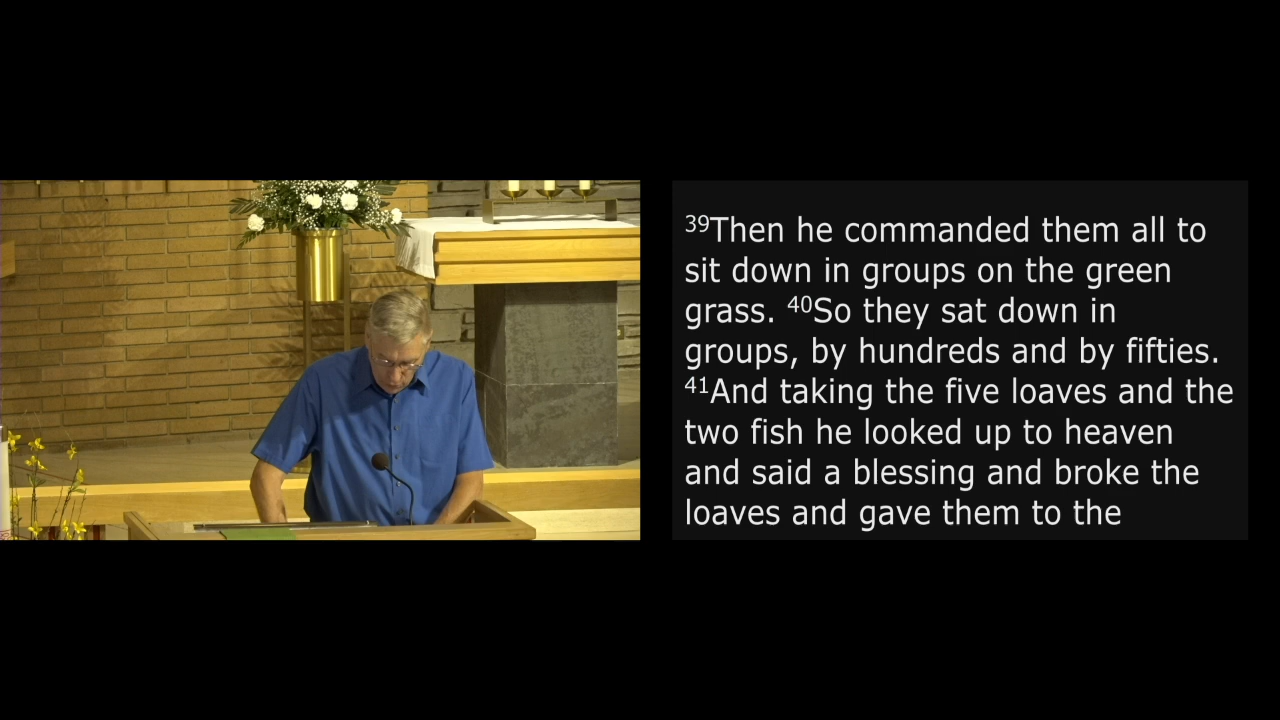 39Then he commanded them all to
sit down in groups on the green
grass. 40So they sat down in
groups, by hundreds and by fifties.
41And taking the five loaves and the
two fish he looked up to heaven
and said a blessing and broke the
loaves and gave them to the